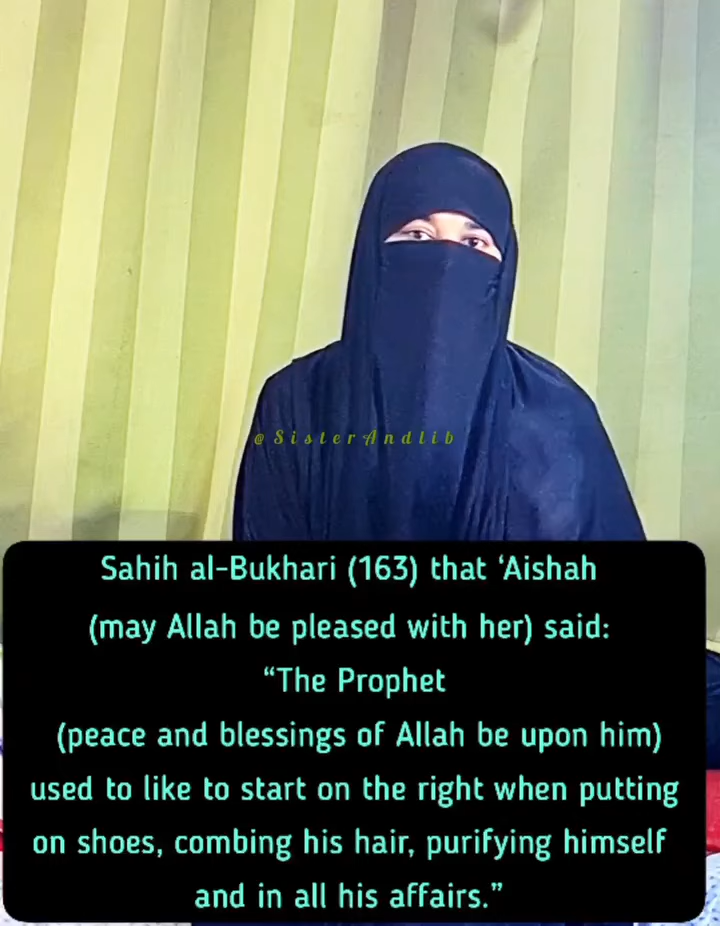 @SisterAndlib
Sahih al-Bukhari (163) that ‘Aishah
(may Allah be pleased with her) said:
“The Prophet
(peace and blessings of Allah be upon him)
used to like to start on the right when putting
on shoes, combing his hair, purifying himself
and in all his affairs.”